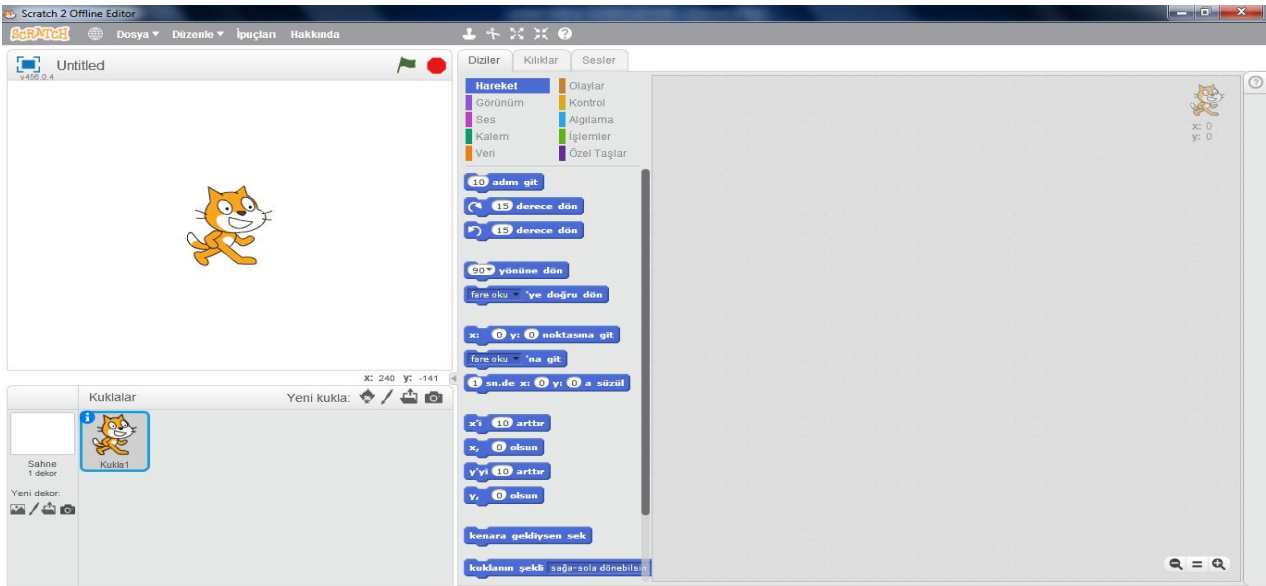 Scratch 2 Offline Editor
SCRATCH Dosya Düzenle İpuçları Hakkında
Untitled
v456.0.4
x: 240 y: -141
Kuklalar Yeni kukla:
Sahne
1 dekor
Yeni dekor:
Kukla1
Diziler Kılıklar Sesler
Hareket Olaylar
Görünüm Kontrol
Ses Algılama
Kalem İşlemler
Veri Özel Taşlar
10 adım git
15 derece dön
15 derece dön
90 yönüne dön
fare oku 'ye doğru dön
x: 0 y: 0 noktasına git
fare oku 'na git
1 sn.de x: 0 y: 0 a süzül
x'i 10 arttır
x, 0 olsun
y'yi 10 arttır
y, 0 olsun
kenara geldiysen sek
kuklanın şekli sağa-sola dönebilsin
x: 0
y: 0